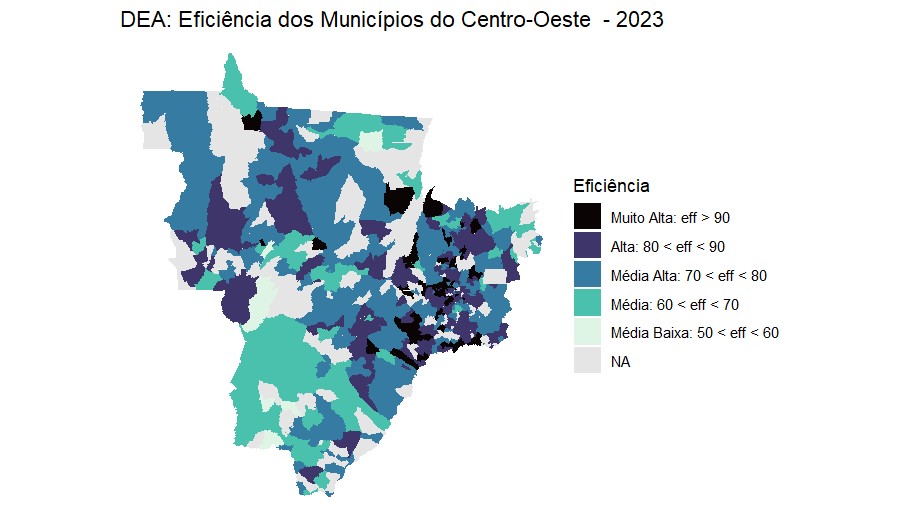 DEA: Eficiência dos Municípios do Centro-Oeste  - 2023
Eficiência
Muito Alta: eff > 90
Alta: 80 < eff < 90
Média Alta: 70 < eff < 80
Média: 60 < eff < 70
Média Baixa: 50 < eff < 60
NA